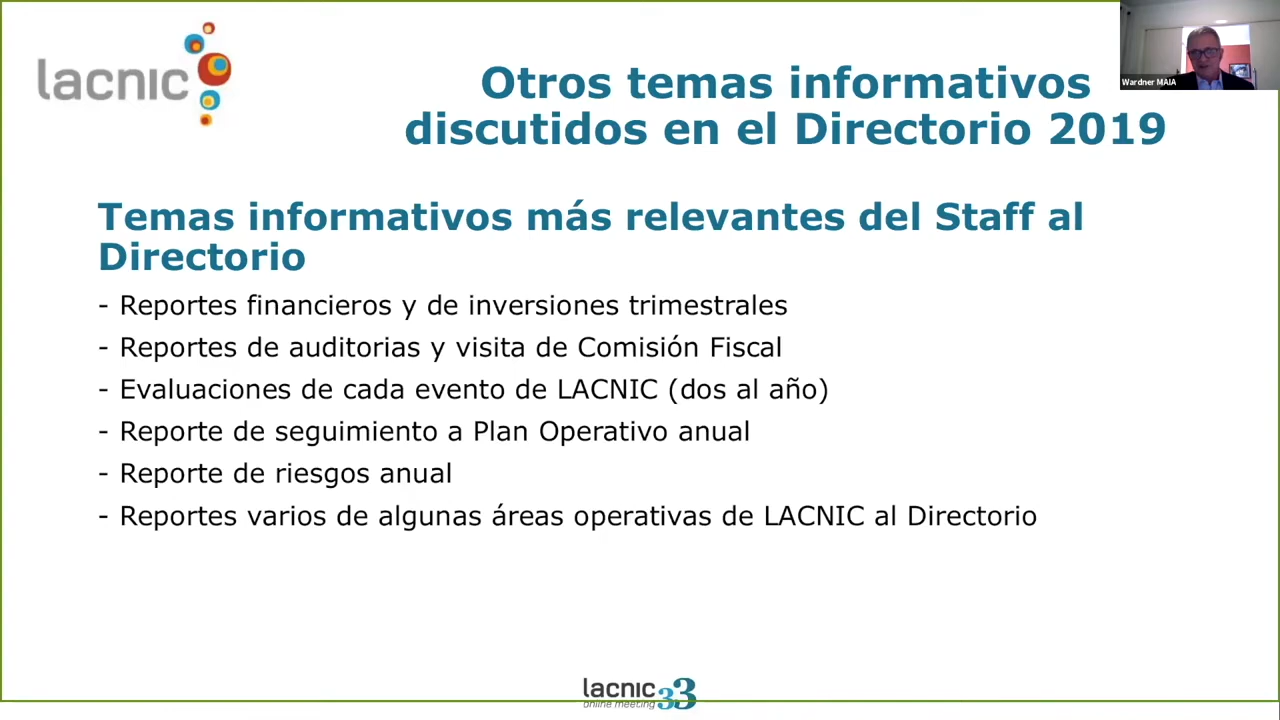 lacnic
Wardner MAIA
Otros temas informativos
discutidos en el Directorio 2019
Temas informativos más relevantes del Staff al
Directorio
- Reportes financieros y de inversiones trimestrales
- Reportes de auditorias y visita de Comisión Fiscal
- Evaluaciones de cada evento de LACNIC (dos al año)
- Reporte de seguimiento a Plan Operativo anual
- Reporte de riesgos anual
- Reportes varios de algunas áreas operativas de LACNIC al Directorio
lacnic 33
online meeting